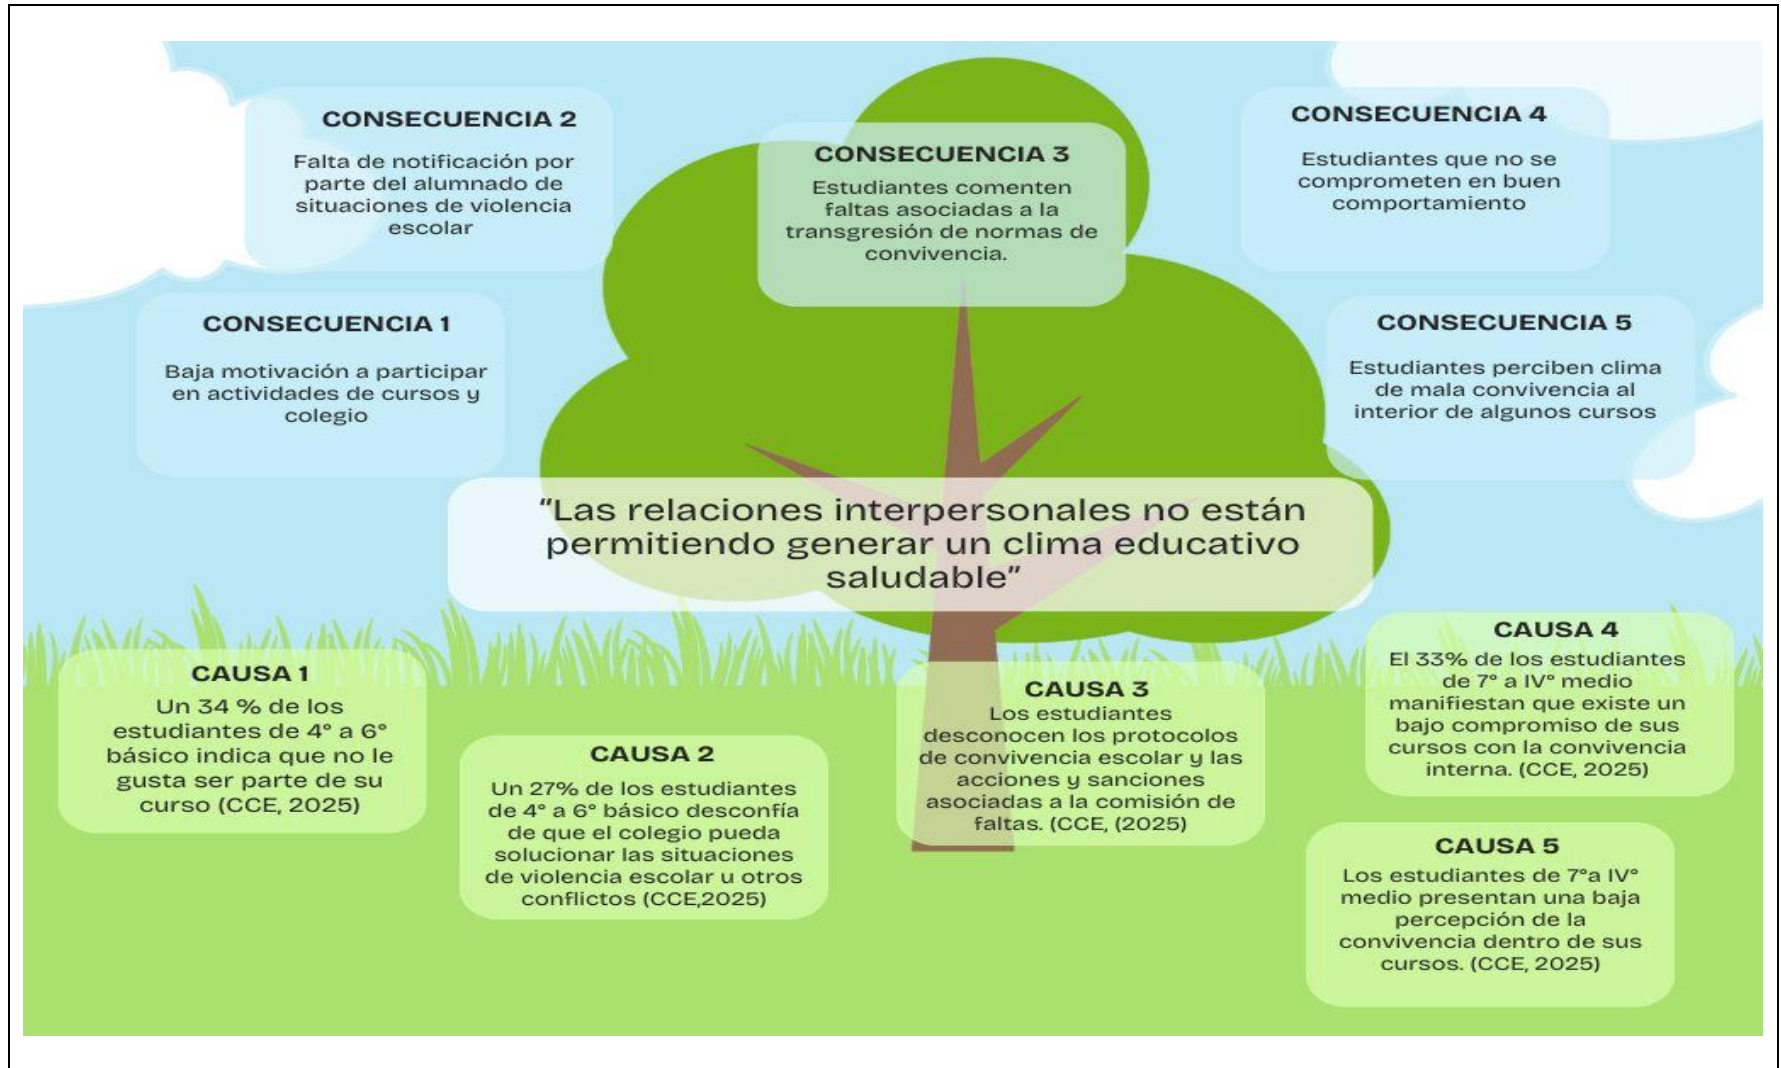 CONSECUENCIA 2
Falta de notificación por
parte del alumnado de
situaciones de violencia
escolar
CONSECUENCIA 3
Estudiantes comenten
faltas asociadas a la
transgresión de normas de
convivencia.
CONSECUENCIA 4
Estudiantes que no se
comprometen en buen
comportamiento
CONSECUENCIA 1
Baja motivación a participar
en actividades de cursos y
colegio
CONSECUENCIA 5
Estudiantes perciben clima
de mala convivencia al
interior de algunos cursos
“Las relaciones interpersonales no están
permitiendo generar un clima educativo
saludable”
CAUSA 1
Un 34 % de los
estudiantes de 4° a 6°
básico indica que no le
gusta ser parte de su
curso (CCE, 2025)
CAUSA 2
Un 27% de los estudiantes
de 4° a 6° básico desconfía
de que el colegio pueda
solucionar las situaciones
de violencia escolar u otros
conflictos (CCE,2025)
CAUSA 3
Los estudiantes
desconocen los protocolos
de convivencia escolar y las
acciones y sanciones
asociadas a la comisión de
faltas. (CCE, (2025)
CAUSA 4
El 33% de los estudiantes
de 7° a IV° medio
manifiestan que existe un
bajo compromiso de sus
cursos con la convivencia
interna. (CCE, 2025)
CAUSA 5
Los estudiantes de 7°a IV°
medio presentan una baja
percepción de la
convivencia dentro de sus
cursos. (CCE, 2025)